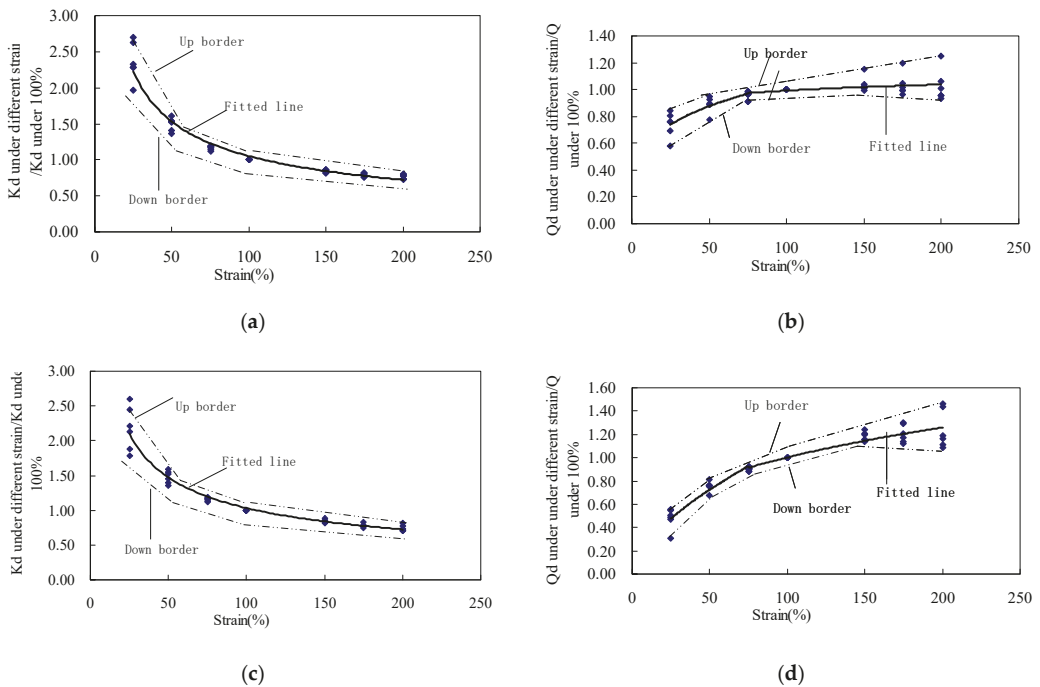 3.00
2.50
2.00
1.50
1.00
0.50
0.00
0
50
100
150
200
250
Strain(%)
Kd under different strain
/Kd under 100%
Up border
Fitted line
Down border
(a)
1.40
1.20
1.00
0.80
0.60
0.40
0.20
0.00
0
50
100
150
200
250
Strain(%)
Qd under under different strain/Q
under 100%
Up border
Down border
Fitted line
(b)
3.00
2.50
2.00
1.50
1.00
0.50
0.00
0
50
100
150
200
250
Strain(%)
Kd under different strain/Kd unde
100%
Up border
Fitted line
Down border
(c)
1.60
1.40
1.20
1.00
0.80
0.60
0.40
0.20
0.00
0
50
100
150
200
250
Strain(%)
Qd under under different strain/Q
under 100%
Up border
Fitted line
Down border
(d)